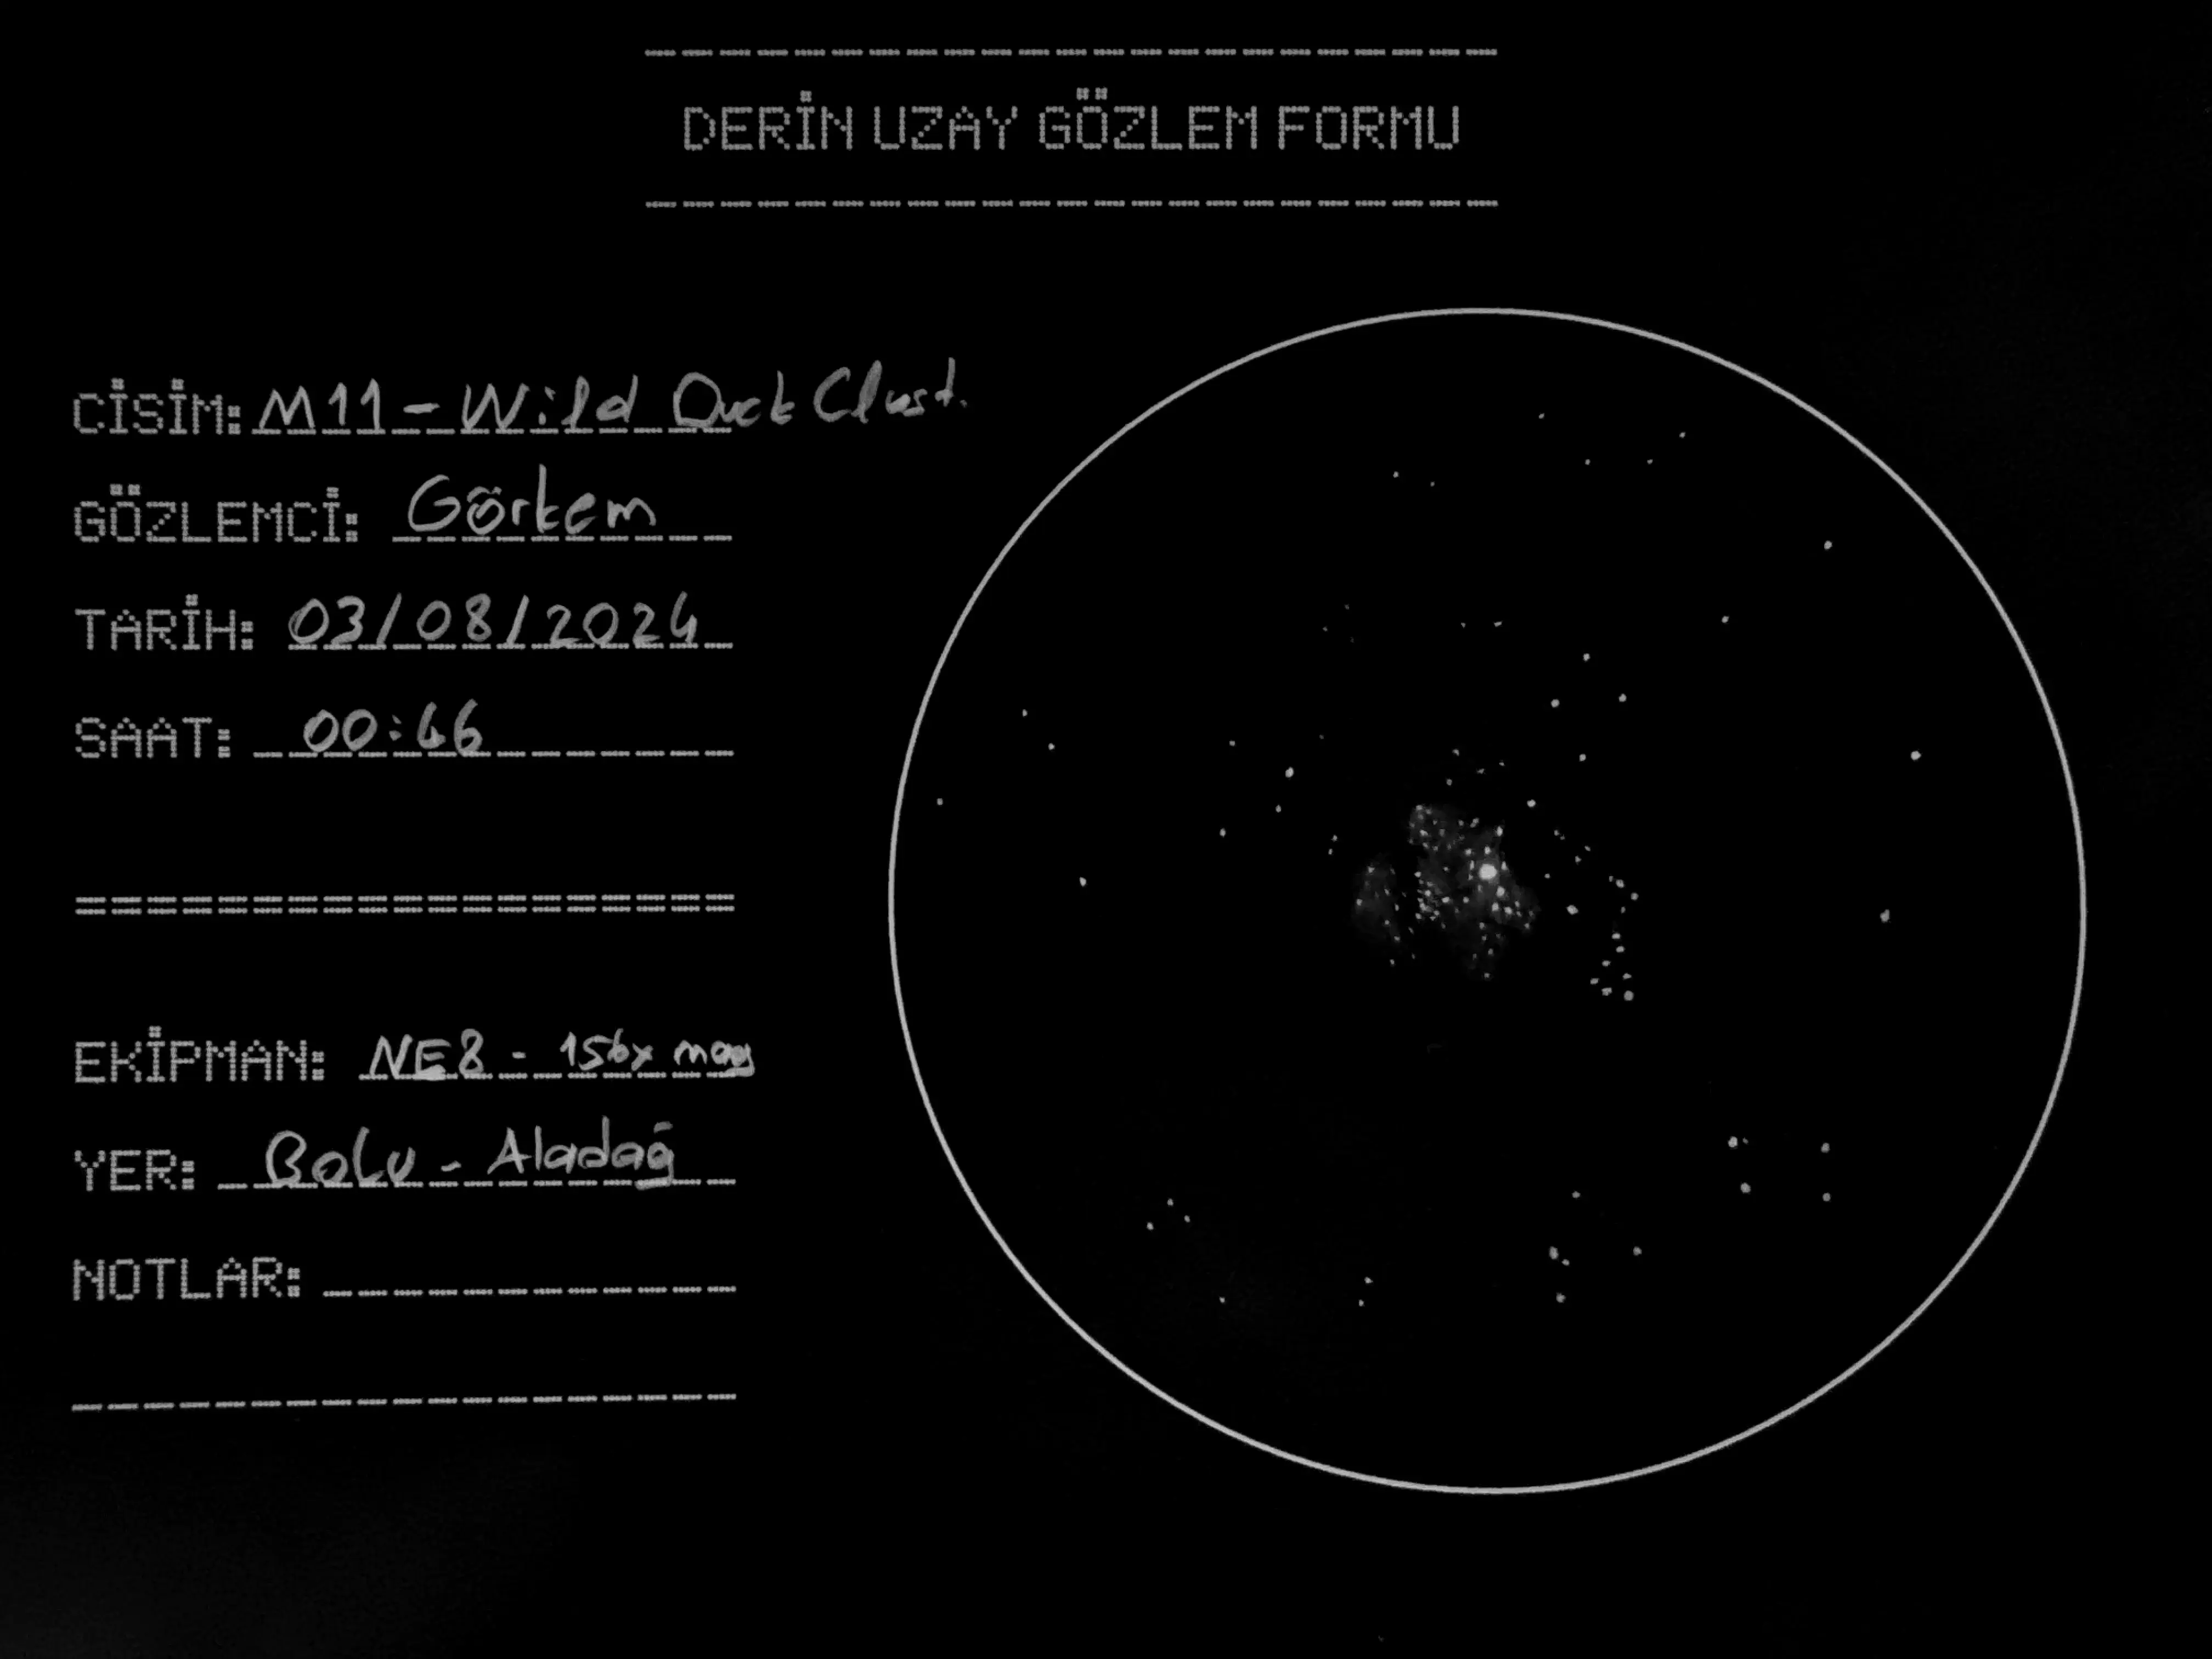 DERİN UZAY GÖZLEM FORMU
CİSİM: M11 - Wild Duck Clust.
GÖZLEMCİ: Görkem
TARİH: 03/08/2024
SAAT: 00:46
EKİPMAN: NE8 - 156x mag
YER: Bolu - Aladağ
NOTLAR: